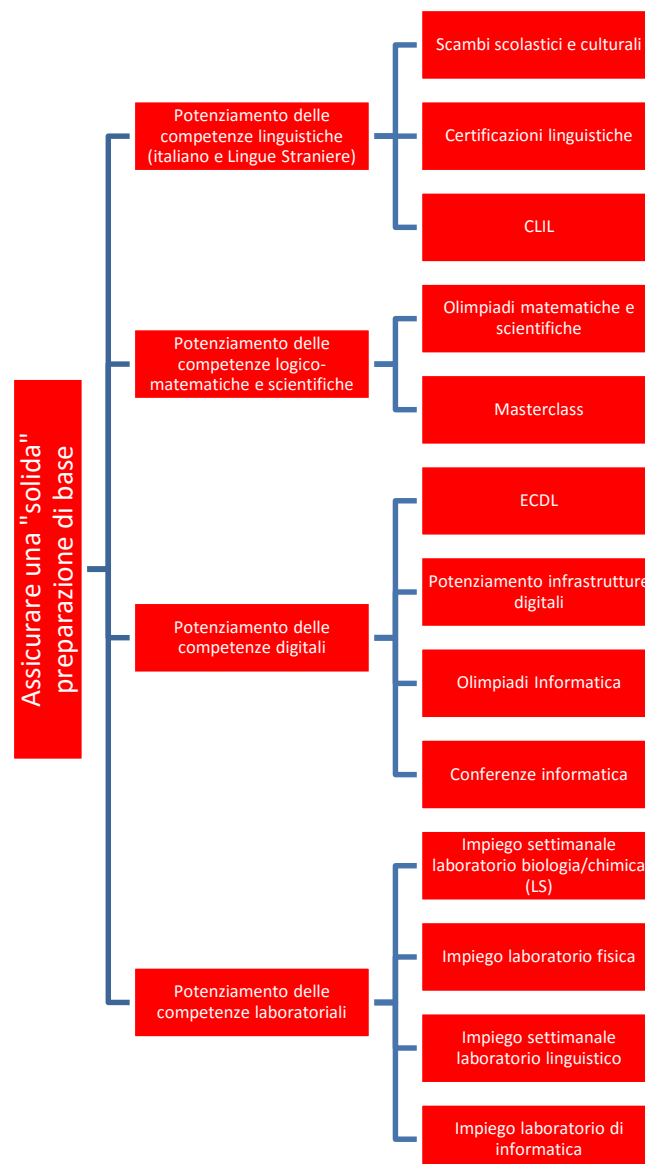 Assicurare una "solida"
preparazione di base
Potenziamento delle
competenze linguistiche
(italiano e Lingue Straniere)
Scambi scolastici e culturali
Certificazioni linguistiche
CLIL
Potenziamento delle
competenze logico-
matematiche e scientifiche
Olimpiadi matematiche e
scientifiche
Masterclass
Potenziamento delle
competenze digitali
ECDL
Potenziamento infrastrutture
digitali
Olimpiadi Informatica
Conferenze informatica
Potenziamento delle
competenze laboratoriali
Impiego settimanale
laboratorio biologia/chimica
(LS)
Impiego laboratorio fisica
Impiego settimanale
laboratorio linguistico
Impiego laboratorio di
informatica